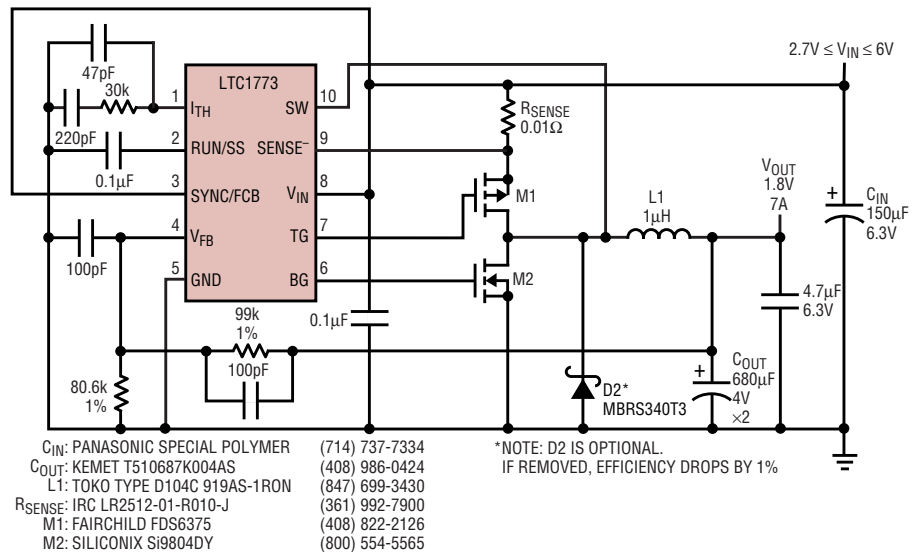 2.7V ≤ VIN ≤ 6V
47pF
30k
220pF
0.1µF
100pF
LTC1773
1
ITH
2
RUN/SS
3
SYNC/FCB
4
VFB
5
GND
10
SW
9
SENSE–
8
VIN
7
TG
6
BG
RSENSE
0.01Ω
M1
M2
L1
1µH
VOUT
1.8V
7A
+
CIN
150µF
6.3V
4.7µF
6.3V
0.1µF
99k
1%
100pF
80.6k
1%
D2*
MBRS340T3
+
COUT
680µF
4V
×2
CIN: PANASONIC SPECIAL POLYMER (714) 737-7334
COUT: KEMET T510687K004AS (408) 986-0424
L1: TOKO TYPE D104C 919AS-1RON (847) 699-3430
RSENSE: IRC LR2512-01-R010-J (361) 992-7900
M1: FAIRCHILD FDS6375 (408) 822-2126
M2: SILICONIX Si9804DY (800) 554-5565
*NOTE: D2 IS OPTIONAL.
IF REMOVED, EFFICIENCY DROPS BY 1%